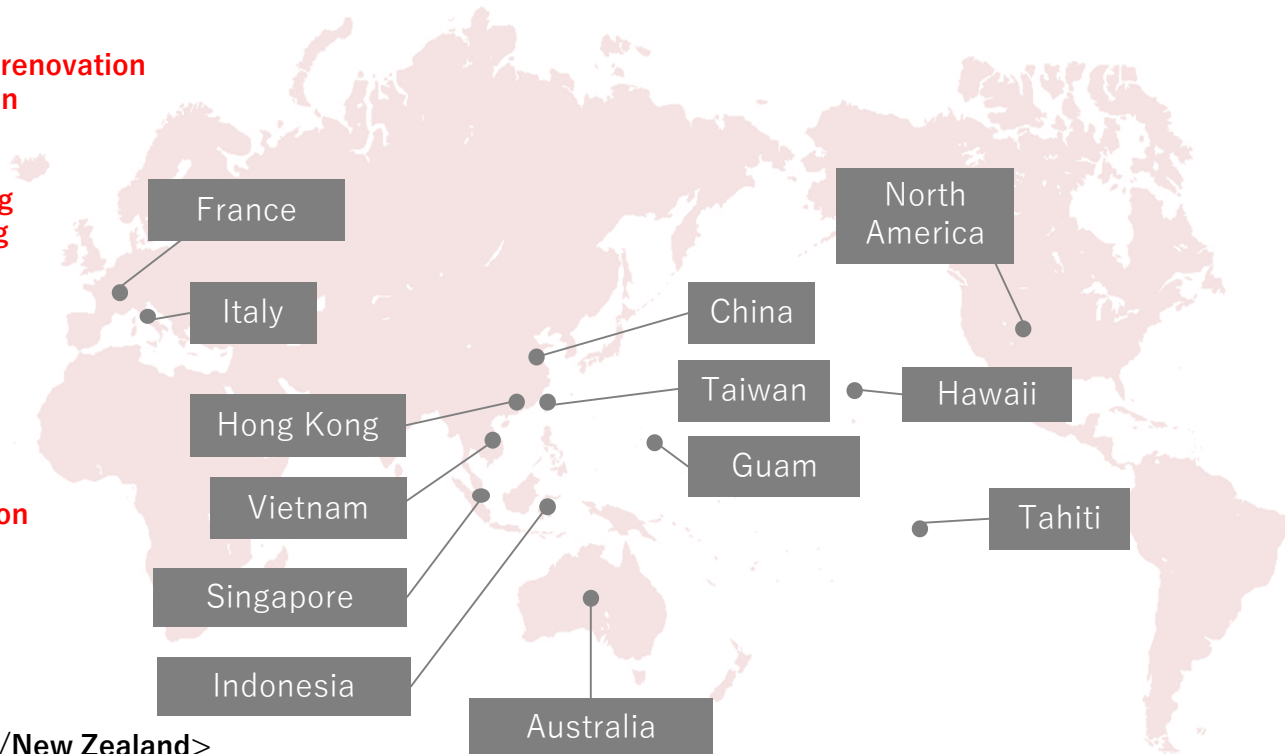 renovation
n
g
g
on
/New Zealand>
France
Italy
North
America
China
Taiwan
Hawaii
Hong Kong
Guam
Vietnam
Tahiti
Singapore
Indonesia
Australia